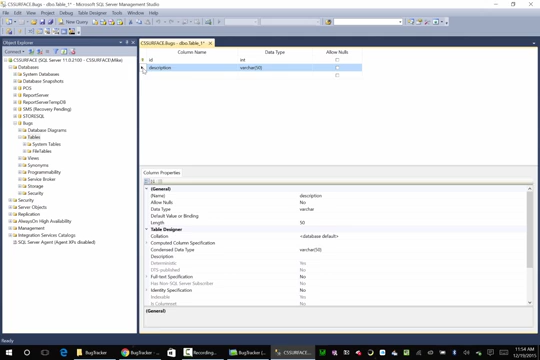 CSSURFACE.Bugs - dbo.Table_1* - Microsoft SQL Server Management Studio
File Edit View Project Debug Table Designer Tools Window Help
New Query
Object Explorer
Connect
CSSURFACE (SQL Server 11.0.2100 - CSSURFACE\Mike)
Databases
System Databases
Database Snapshots
POS
ReportServer
ReportServerTempDB
SMS (Recovery Pending)
STORESQL
Bugs
Database Diagrams
Tables
System Tables
FileTables
Views
Synonyms
Programmability
Service Broker
Storage
Security
Security
Server Objects
Replication
AlwaysOn High Availability
Management
Integration Services Catalogs
SQL Server Agent (Agent XPs disabled)
CSSURFACE.Bugs - dbo.Table_1*
Column Name Data Type Allow Nulls
id int
description varchar(50)
Column Properties
(General)
(Name) description
Allow Nulls No
Data Type varchar
Default Value or Binding
Length 50
Table Designer
Collation <database default>
Computed Column Specification
Condensed Data Type varchar(50)
Description
Deterministic Yes
DTS-published No
Full-text Specification No
Has Non-SQL Server Subscriber No
Identity Specification No
Indexable Yes
Is Columnset No
(General)
Ready
BugTracker
BugTracker - ...
Recording...
BugTracker (...
CSSURFACE...
11:54 AM
12/19/2015